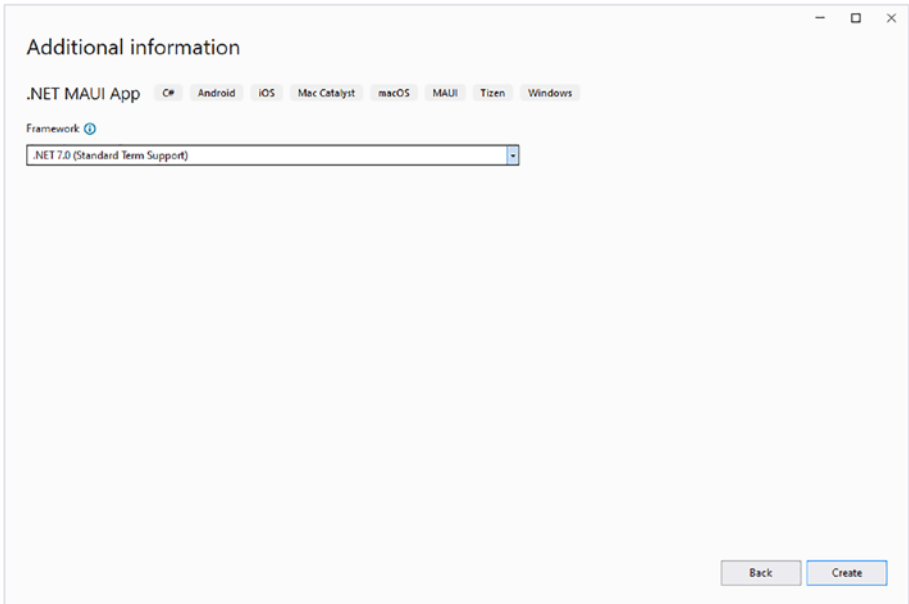 Additional information
.NET MAUI App C# Android iOS Mac Catalyst macOS MAUI Tizen Windows
Framework
.NET 7.0 (Standard Term Support)
Back Create